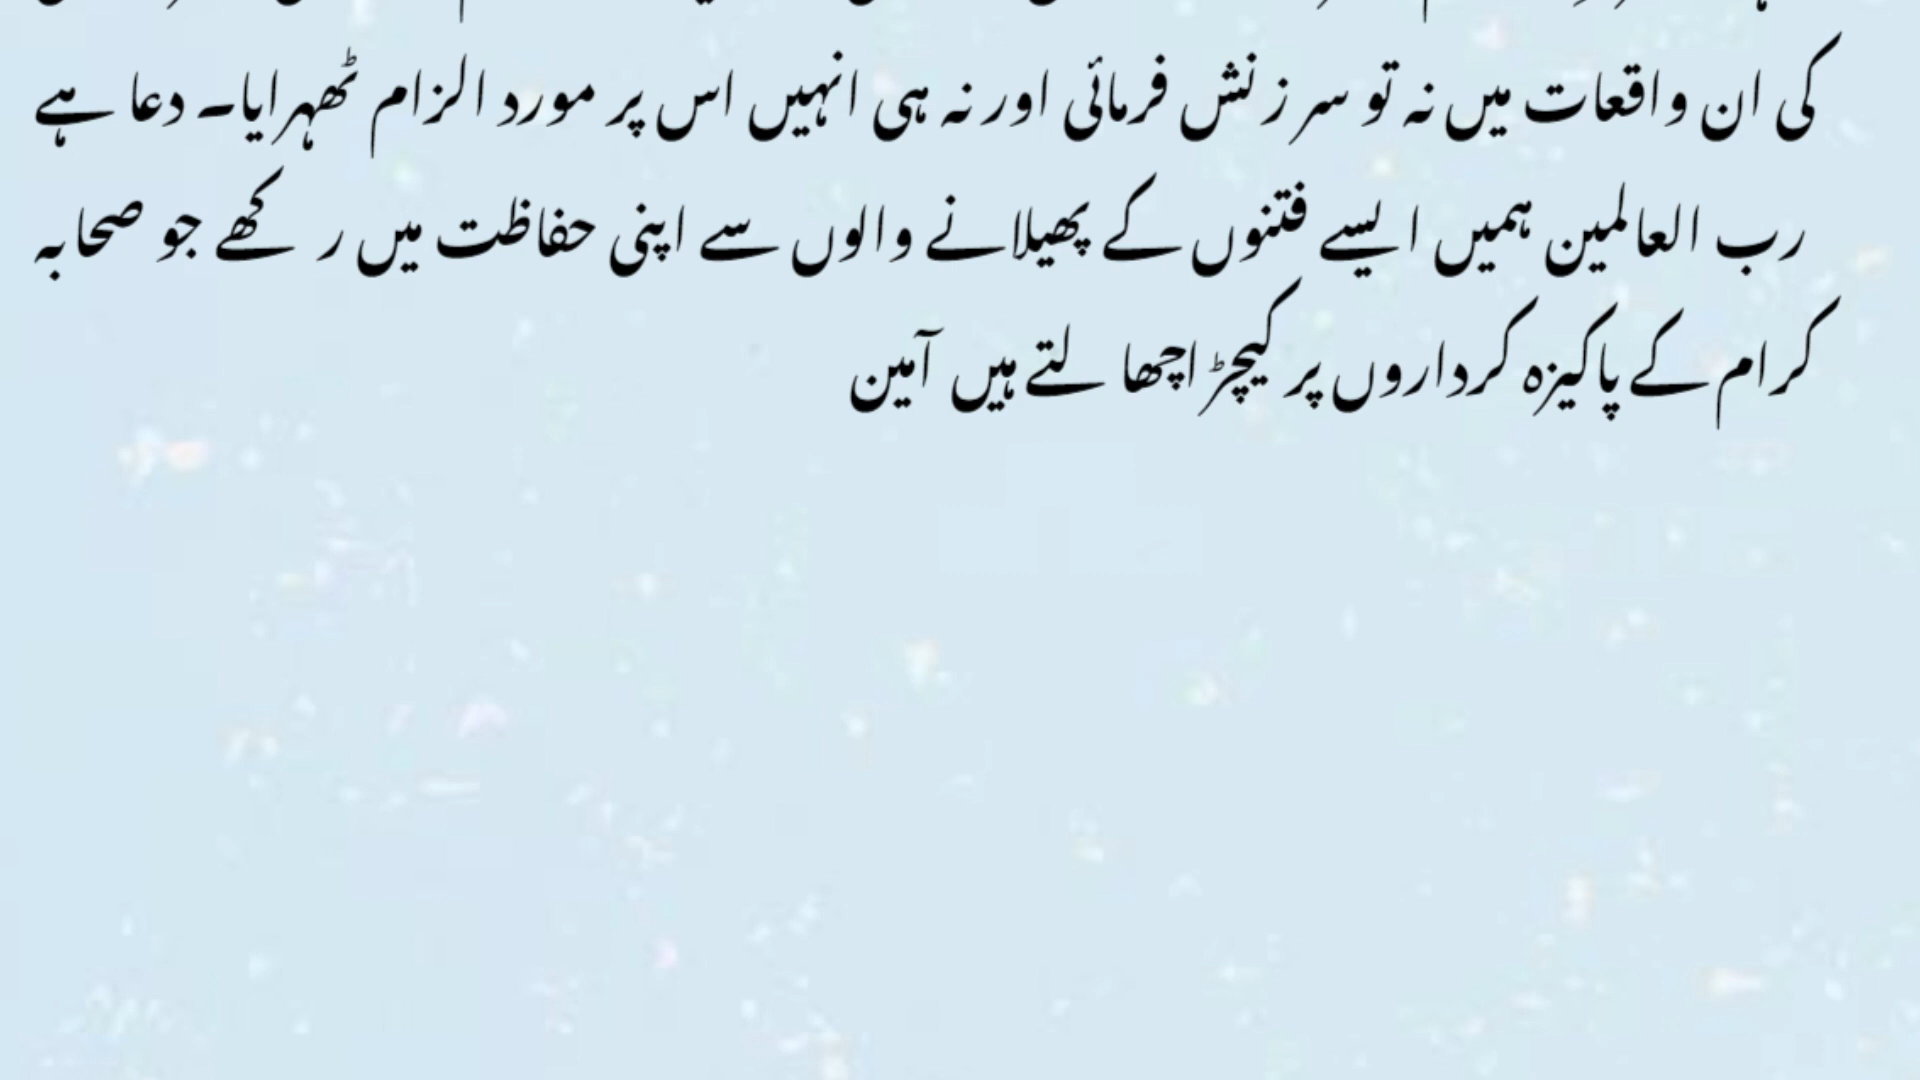 کی ان واقعات میں نہ تو سرزنش فرمائی اور نہ ہی انہیں اس پر مورد الزام ٹھہرایا۔ دعا ہے
رب العالمین ہمیں ایسے فتنوں کے پھیلانے والوں سے اپنی حفاظت میں رکھے جو صحابہ
کرام کے پاکیزہ کرداروں پر کیچڑ اچھالتے ہیں آمین